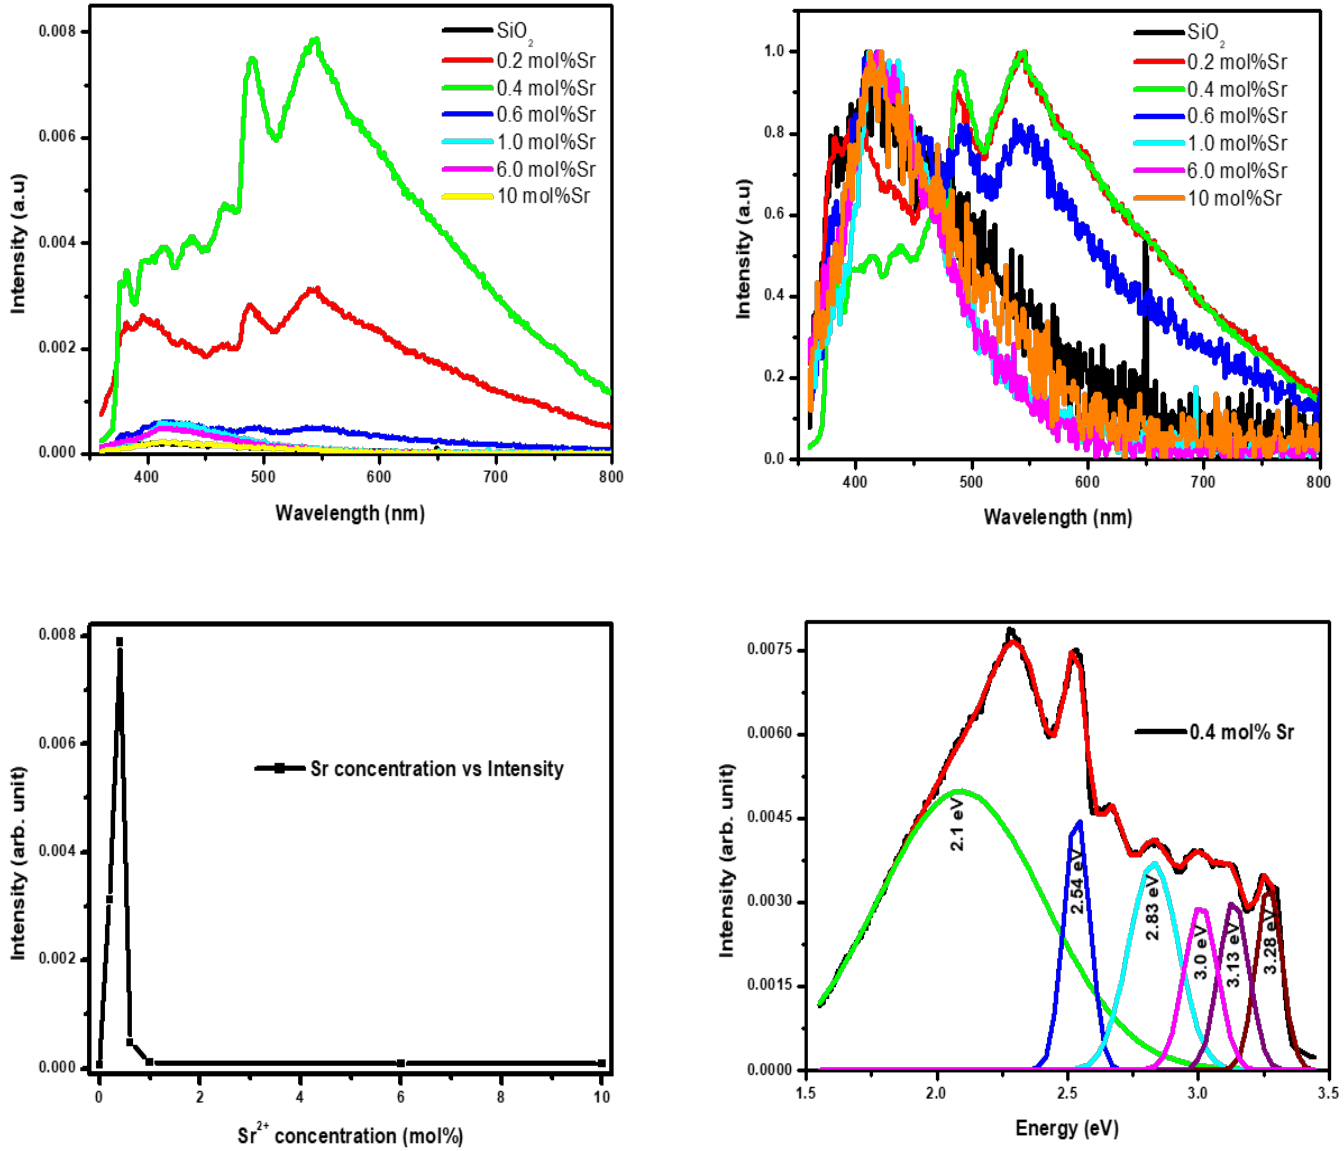 0.008
0.006
0.004
0.002
0.000
Intensity (a.u)
SiO2
0.2 mol%Sr
0.4 mol%Sr
0.6 mol%Sr
1.0 mol%Sr
6.0 mol%Sr
10 mol%Sr
400 500 600 700 800
Wavelength (nm)
1.0
0.8
0.6
0.4
0.2
0.0
Intensity (a.u)
SiO2
0.2 mol%Sr
0.4 mol%Sr
0.6 mol%Sr
1.0 mol%Sr
6.0 mol%Sr
10 mol%Sr
400 500 600 700 800
Wavelength (nm)
0.008
0.006
0.004
0.002
0.000
Intensity (arb. unit)
Sr concentration vs Intensity
0 2 4 6 8 10
Sr2+ concentration (mol%)
0.0075
0.0060
0.0045
0.0030
0.0015
0.0000
Intensity (arb. unit)
0.4 mol% Sr
2.1 eV
2.54 eV
2.83 eV
3.0 eV
3.13 eV
3.28 eV
1.5 2.0 2.5 3.0 3.5
Energy (eV)